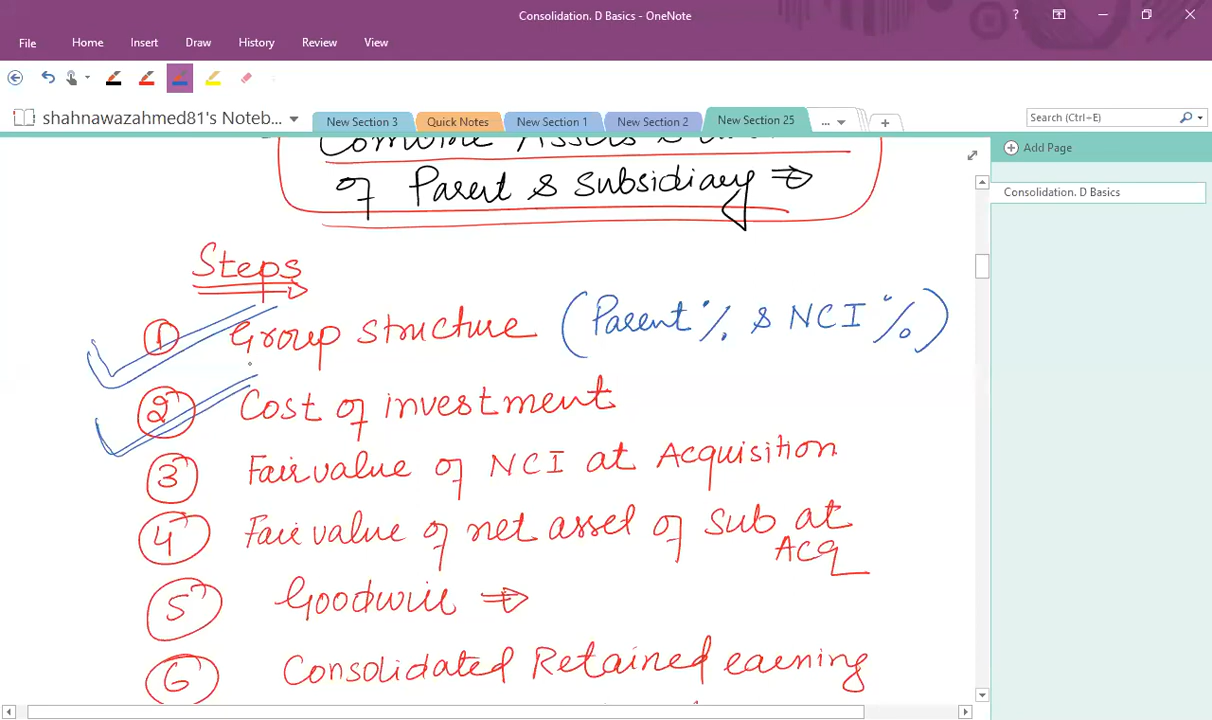 Consolidation. D Basics - OneNote
?
File Home Insert Draw History Review View
shahnawazahmed81's Noteb...
New Section 3 Quick Notes New Section 1 New Section 2 New Section 25 ...
Search (Ctrl+E)
Add Page
Consolidation. D Basics
Combine Assets &
of Parent & subsidiary ⇒
Steps
① Group structure (Parent % & NCI %)
② Cost of investment
③ Fair value of NCI at Acquisition
④ Fair value of net asset of Sub at
Acq
⑤ Goodwill ⇒
⑥ Consolidated Retained earning